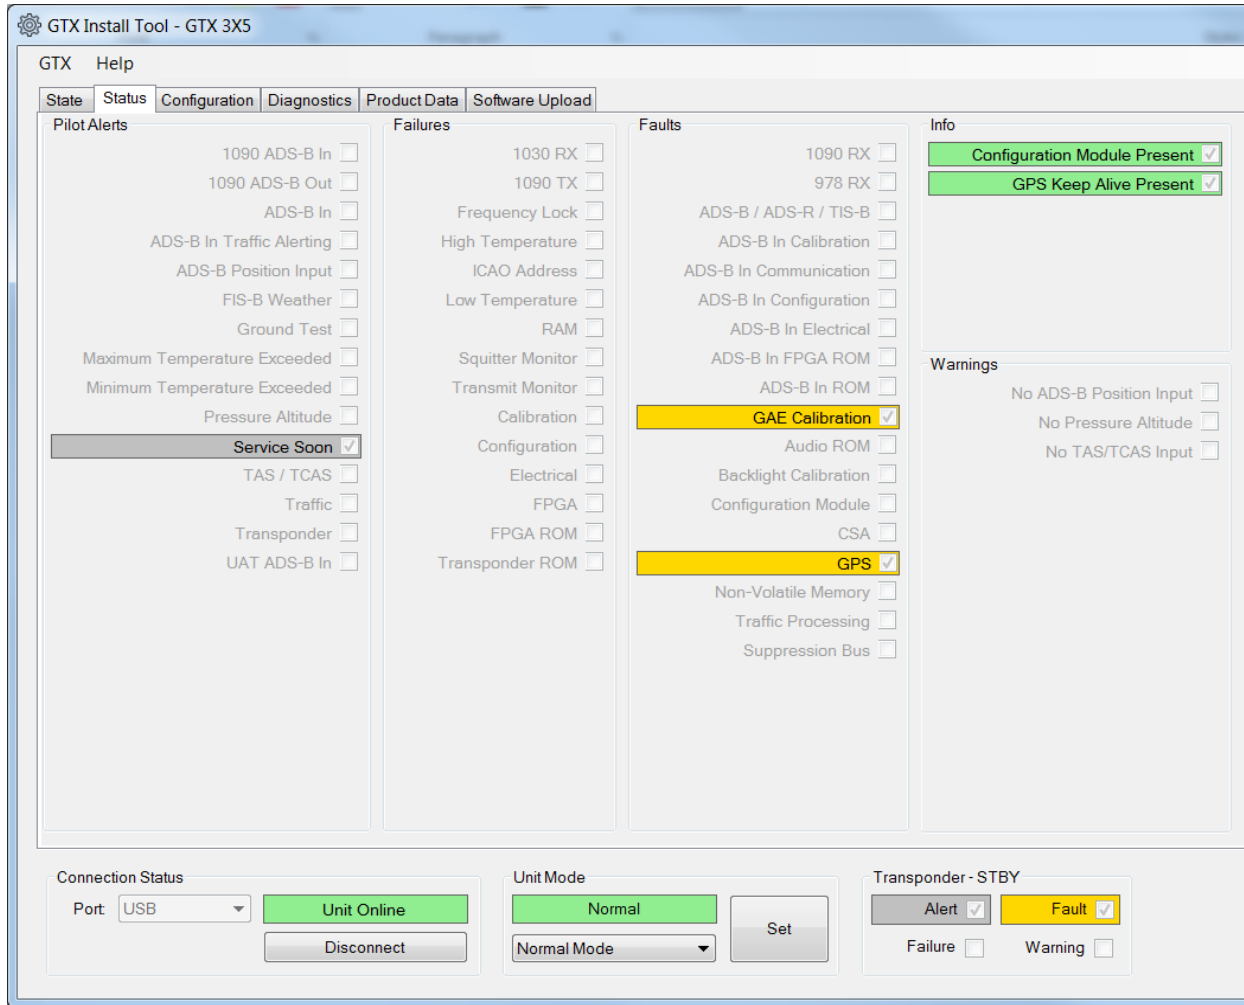 GTX Install Tool - GTX 3X5
GTX Help
State Status Configuration Diagnostics Product Data Software Upload
Pilot Alerts
1090 ADS-B In
1090 ADS-B Out
ADS-B In
ADS-B In Traffic Alerting
ADS-B Position Input
FIS-B Weather
Ground Test
Maximum Temperature Exceeded
Minimum Temperature Exceeded
Pressure Altitude
Service Soon
TAS / TCAS
Traffic
Transponder
UAT ADS-B In
Failures
1030 RX
1090 TX
Frequency Lock
High Temperature
ICAO Address
Low Temperature
RAM
Squitter Monitor
Transmit Monitor
Calibration
Configuration
Electrical
FPGA
FPGA ROM
Transponder ROM
Faults
1090 RX
978 RX
ADS-B / ADS-R / TIS-B
ADS-B In Calibration
ADS-B In Communication
ADS-B In Configuration
ADS-B In Electrical
ADS-B In FPGA ROM
ADS-B In ROM
GAE Calibration
Audio ROM
Backlight Calibration
Configuration Module
CSA
GPS
Non-Volatile Memory
Traffic Processing
Suppression Bus
Info
Configuration Module Present
GPS Keep Alive Present
Warnings
No ADS-B Position Input
No Pressure Altitude
No TAS/TCAS Input
Connection Status
Port: USB
Unit Online
Disconnect
Unit Mode
Normal
Normal Mode
Set
Transponder - STBY
Alert Fault
Failure Warning